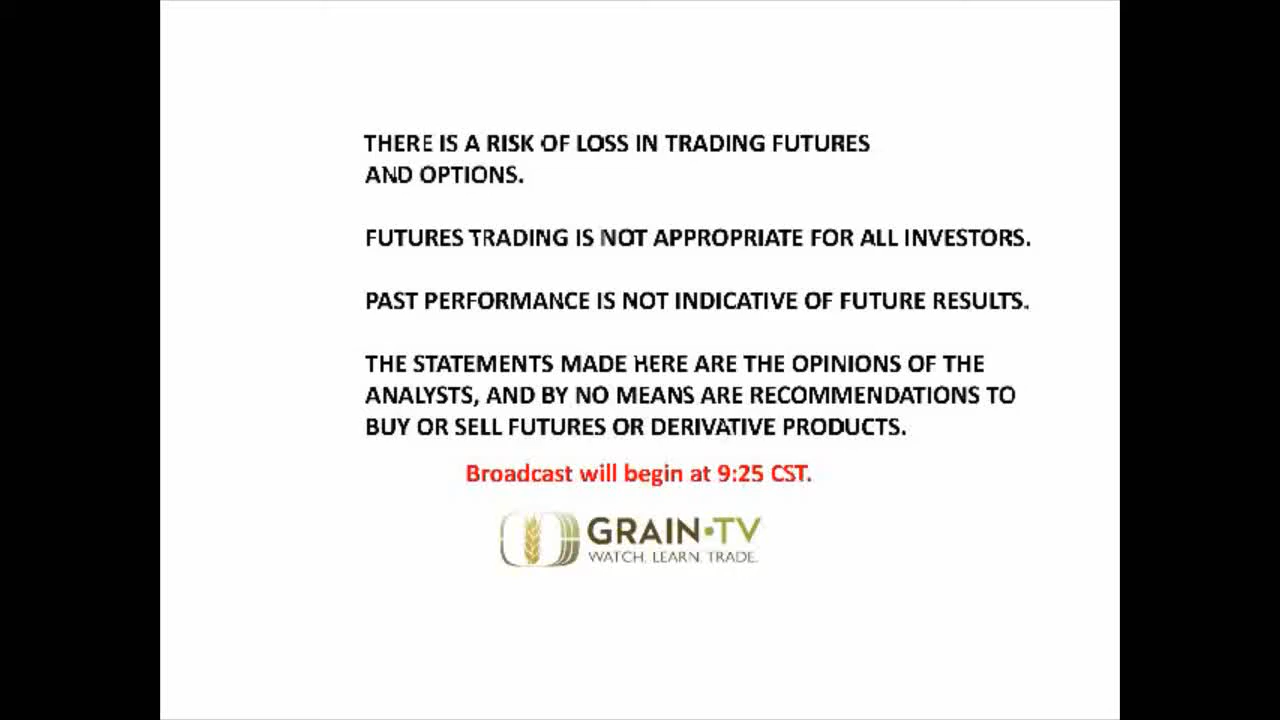 THERE IS A RISK OF LOSS IN TRADING FUTURES
AND OPTIONS.
FUTURES TRADING IS NOT APPROPRIATE FOR ALL INVESTORS.
PAST PERFORMANCE IS NOT INDICATIVE OF FUTURE RESULTS.
THE STATEMENTS MADE HERE ARE THE OPINIONS OF THE
ANALYSTS, AND BY NO MEANS ARE RECOMMENDATIONS TO
BUY OR SELL FUTURES OR DERIVATIVE PRODUCTS.
Broadcast will begin at 9:25 CST.
GRAIN•TV
WATCH. LEARN. TRADE.